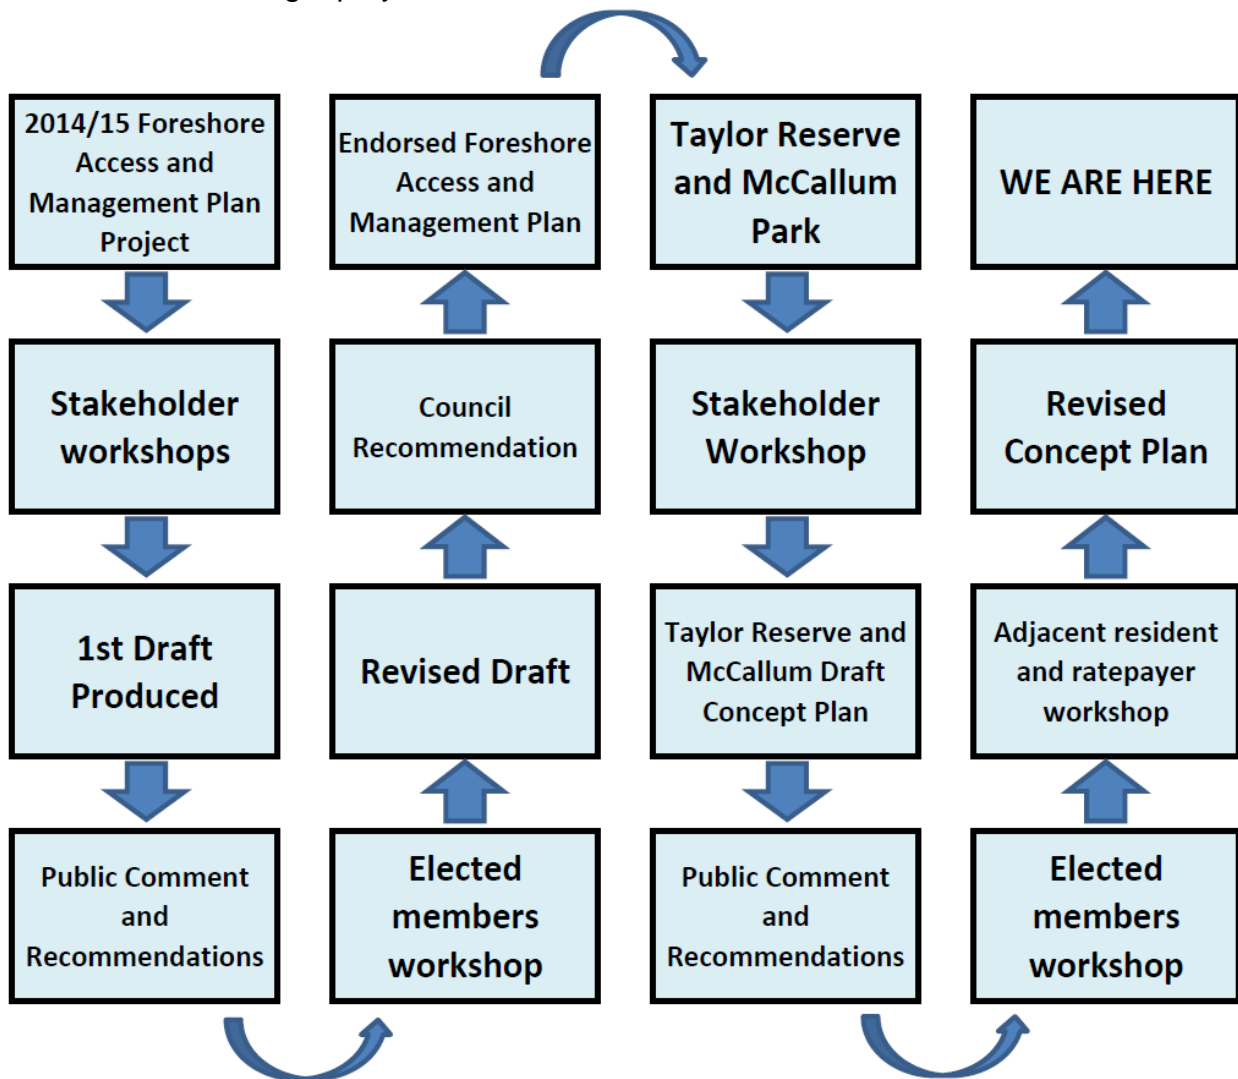 2014/15 Foreshore
Access and
Management Plan
Project
Stakeholder
workshops
1st Draft
Produced
Public Comment
and
Recommendations
Elected
members
workshop
Revised Draft
Council
Recommendation
Endorsed Foreshore
Access and
Management Plan
Taylor Reserve
and McCallum
Park
Stakeholder
Workshop
Taylor Reserve and
McCallum Draft
Concept Plan
Public Comment
and
Recommendations
Elected
members
workshop
Adjacent resident
and ratepayer
workshop
Revised
Concept Plan
WE ARE HERE